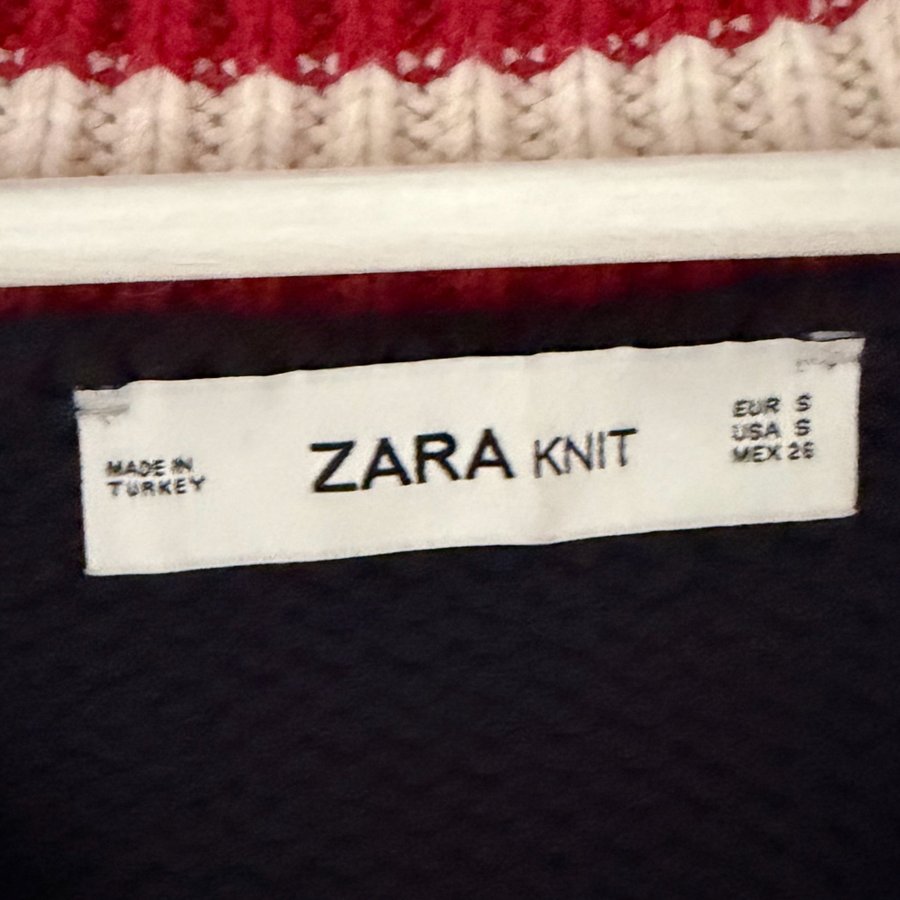 MADE IN
TURKEY
ZARA KNIT
EUR S
USA S
MEX 26